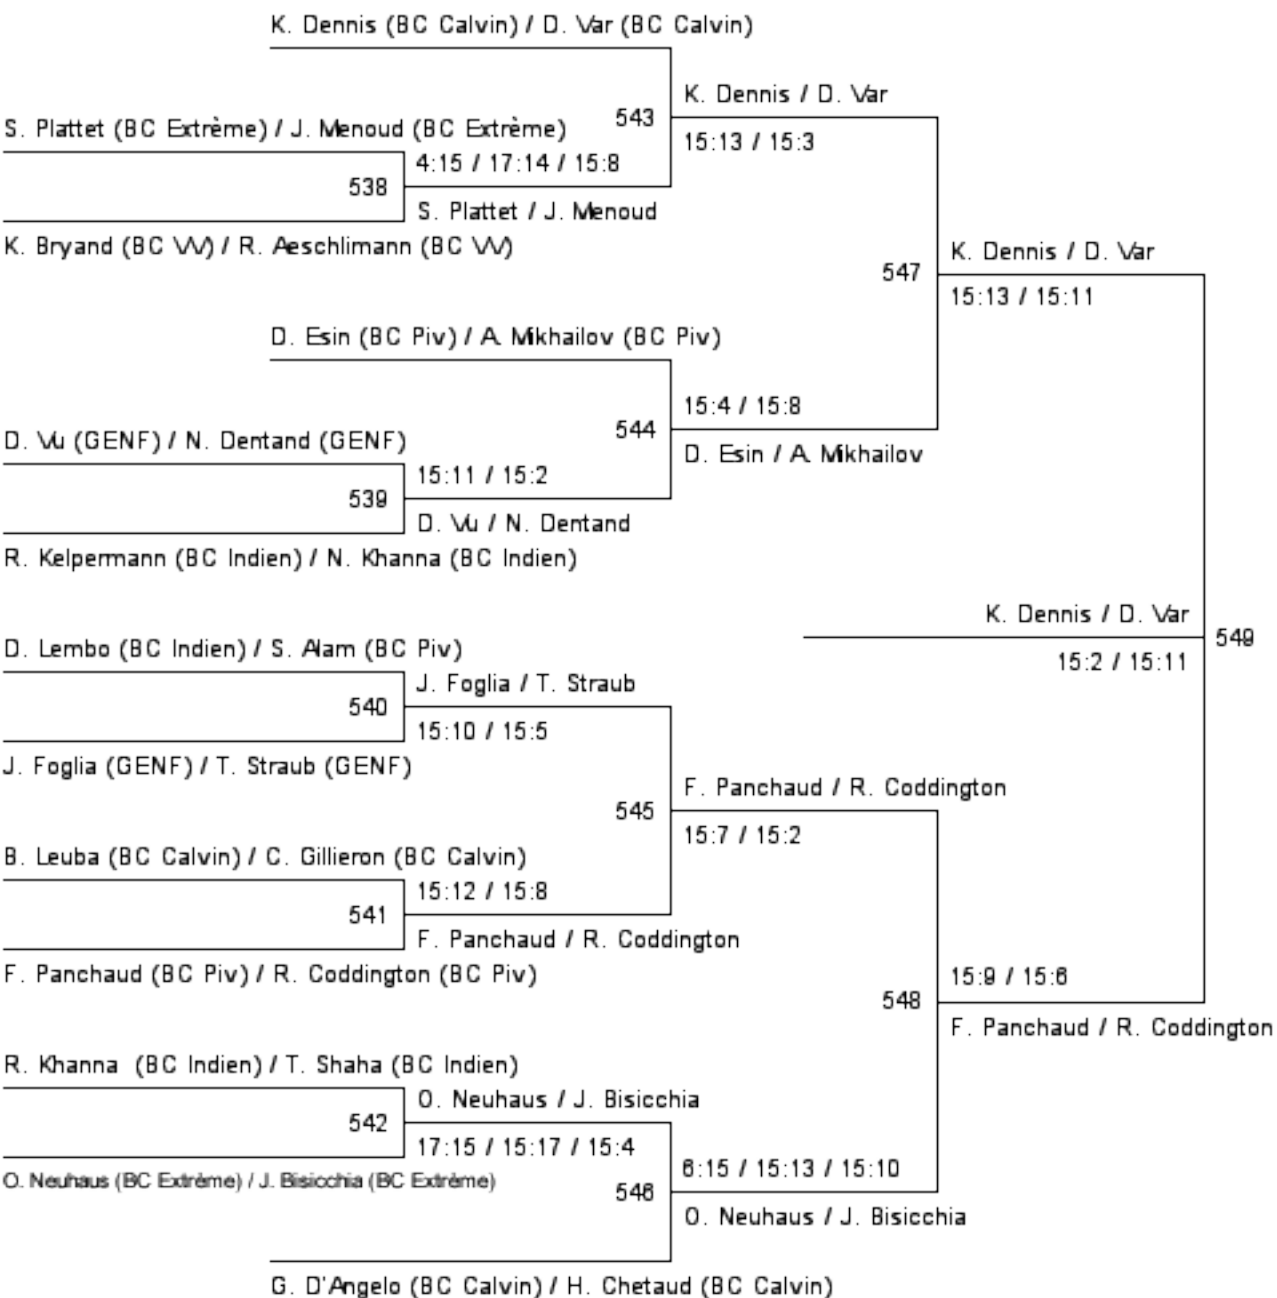 K. Dennis (BC Calvin) / D. Var (BC Calvin)
K. Dennis / D. Var
543
15:13 / 15:3
S. Plattet (BC Extrème) / J. Menoud (BC Extrème)
4:15 / 17:14 / 15:8
538
S. Plattet / J. Menoud
K. Bryand (BC VV) / R. Aeschlimann (BC VV)
K. Dennis / D. Var
547
15:13 / 15:11
D. Esin (BC Piv) / A. Mikhailov (BC Piv)
15:4 / 15:8
544
D. Esin / A. Mikhailov
D. Vu (GENF) / N. Dentand (GENF)
15:11 / 15:2
539
D. Vu / N. Dentand
R. Kelpermann (BC Indien) / N. Khanna (BC Indien)
K. Dennis / D. Var
549
15:2 / 15:11
D. Lembo (BC Indien) / S. Alam (BC Piv)
J. Foglia / T. Straub
540
15:10 / 15:5
J. Foglia (GENF) / T. Straub (GENF)
F. Panchaud / R. Coddington
545
15:7 / 15:2
B. Leuba (BC Calvin) / C. Gillieron (BC Calvin)
15:12 / 15:8
541
F. Panchaud / R. Coddington
F. Panchaud (BC Piv) / R. Coddington (BC Piv)
15:9 / 15:6
548
F. Panchaud / R. Coddington
R. Khanna (BC Indien) / T. Shaha (BC Indien)
O. Neuhaus / J. Bisicchia
542
17:15 / 15:17 / 15:4
O. Neuhaus (BC Extrème) / J. Bisicchia (BC Extrème)
6:15 / 15:13 / 15:10
546
O. Neuhaus / J. Bisicchia
G. D'Angelo (BC Calvin) / H. Chetaud (BC Calvin)